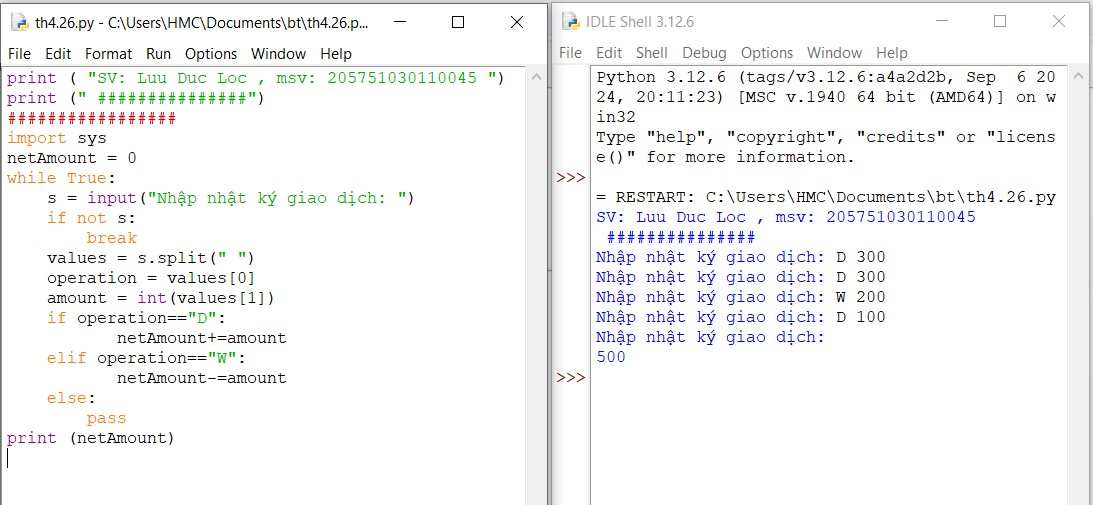 th4.26.py - C:\Users\HMC\Documents\bt\th4.26.p...
File Edit Format Run Options Window Help
print ( "SV: Luu Duc Loc , msv: 205751030110045 ")
print (" ###############")
#################
import sys
netAmount = 0
while True:
    s = input("Nhập nhật ký giao dịch: ")
    if not s:
        break
    values = s.split(" ")
    operation = values[0]
    amount = int(values[1])
    if operation=="D":
           netAmount+=amount
    elif operation=="W":
           netAmount-=amount
    else:
        pass
print (netAmount)
IDLE Shell 3.12.6
File Edit Shell Debug Options Window Help
Python 3.12.6 (tags/v3.12.6:a4a2d2b, Sep  6 20
24, 20:11:23) [MSC v.1940 64 bit (AMD64)] on w
in32
Type "help", "copyright", "credits" or "licens
e()" for more information.
>>>
= RESTART: C:\Users\HMC\Documents\bt\th4.26.py
SV: Luu Duc Loc , msv: 205751030110045
 ###############
Nhập nhật ký giao dịch: D 300
Nhập nhật ký giao dịch: D 300
Nhập nhật ký giao dịch: W 200
Nhập nhật ký giao dịch: D 100
Nhập nhật ký giao dịch:
500
>>>